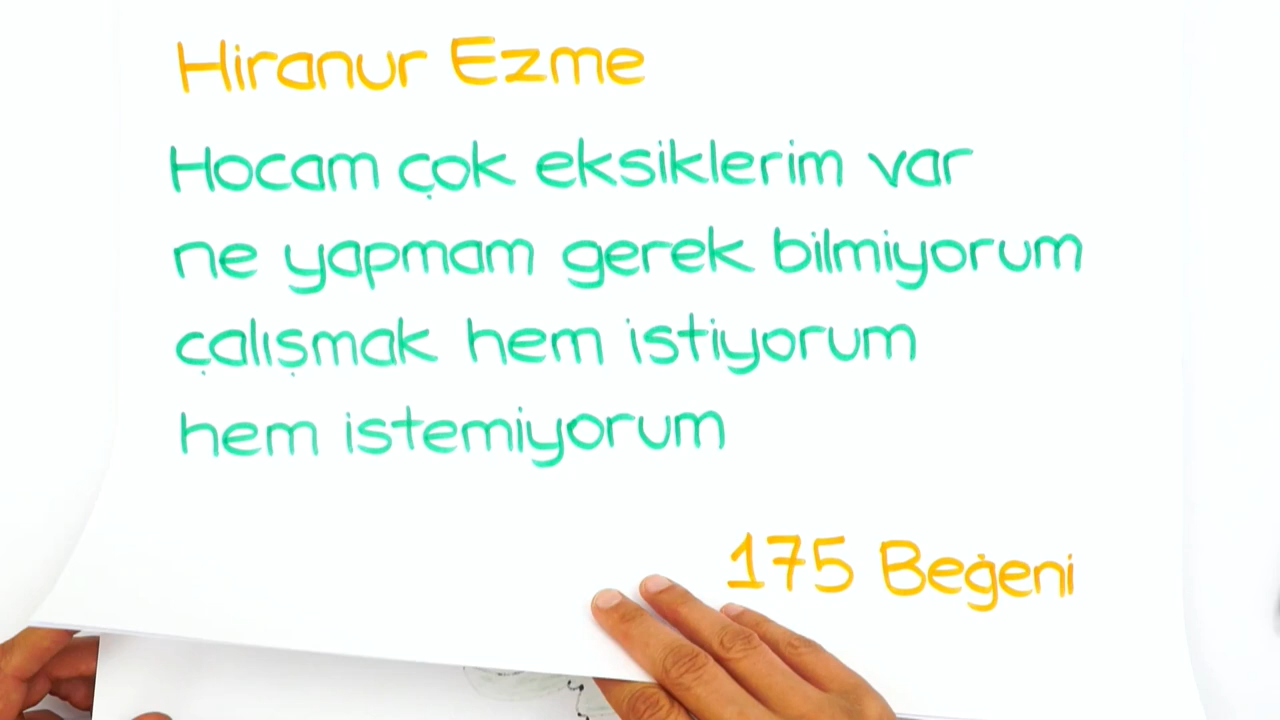 Hiranur Ezme
Hocam çok eksiklerim var
ne yapmam gerek bilmiyorum
çalışmak hem istiyorum
hem istemiyorum
175 Beğeni